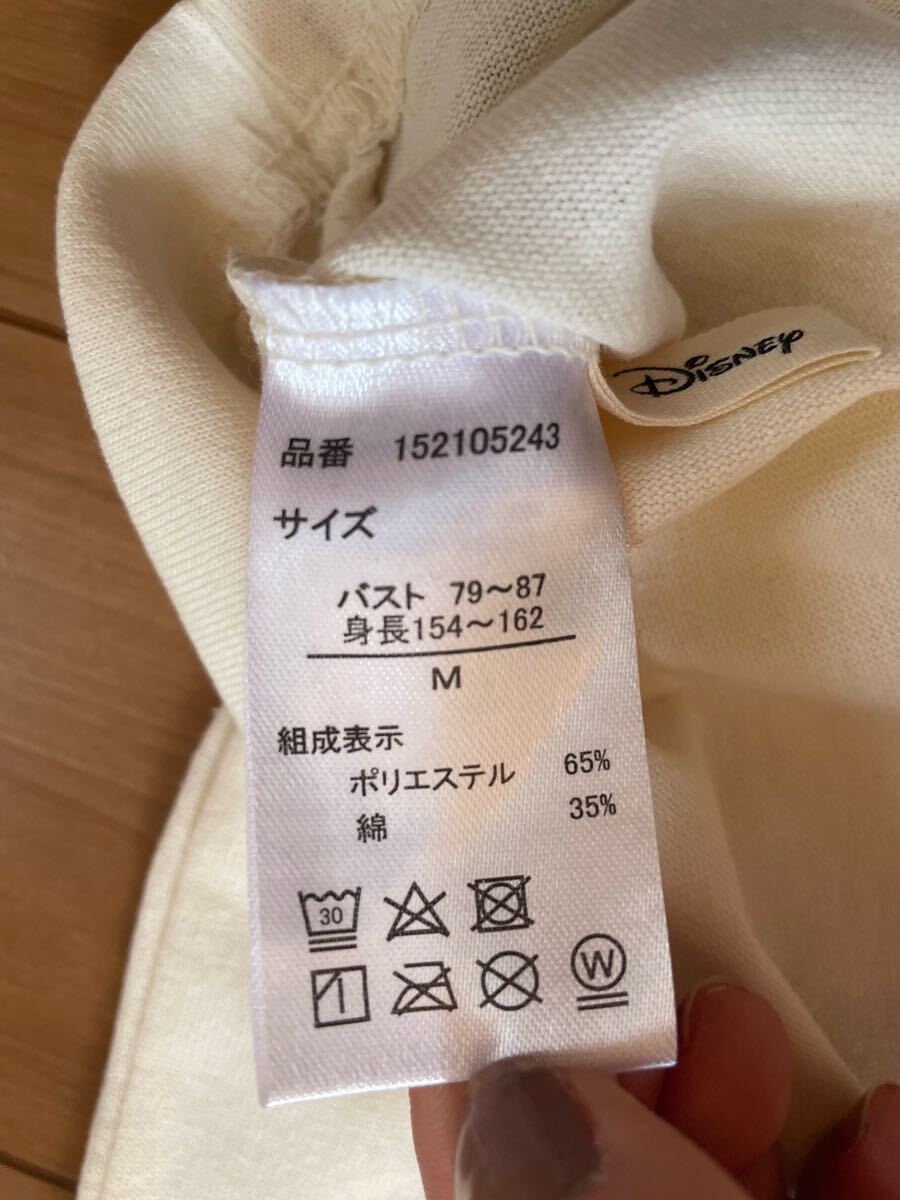 DISNEY
品番 152105243
サイズ
バスト 79～87
身長154～162
M
組成表示
ポリエステル 65%
綿 35%
30
W